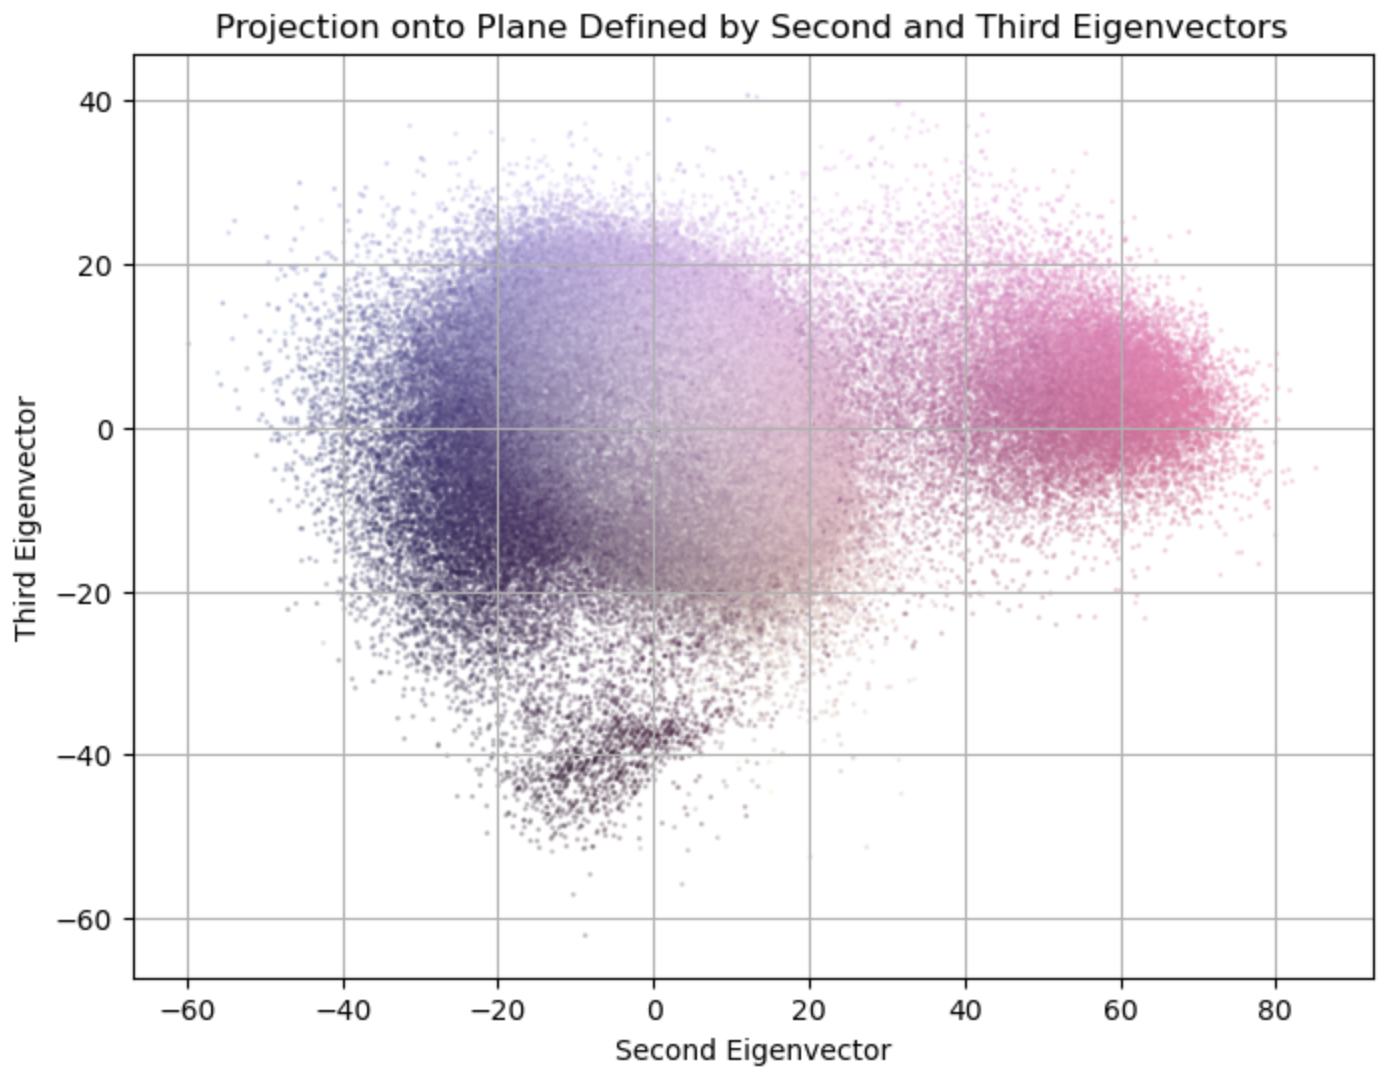 Projection onto Plane Defined by Second and Third Eigenvectors
40
20
0
−20
−40
−60
Third Eigenvector
−60 −40 −20 0 20 40 60 80
Second Eigenvector